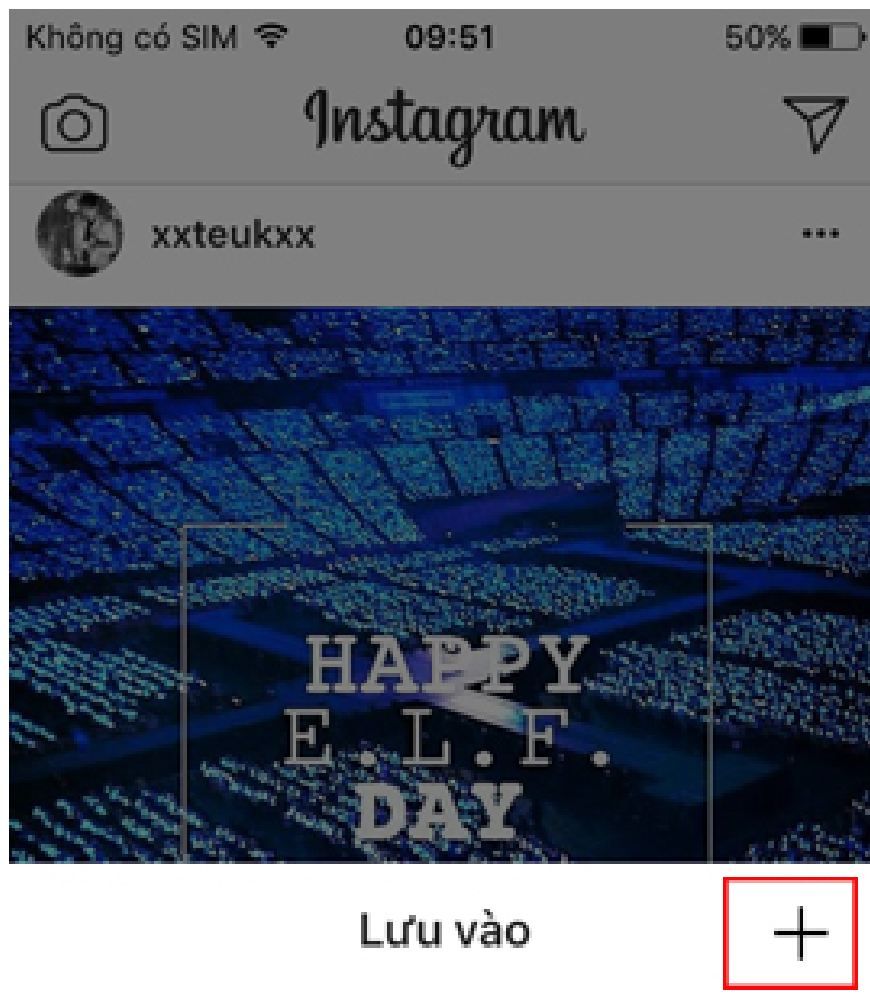 Không có SIM 09:51 50%
Instagram
xxteukxx
HAPPY
E.L.F.
DAY
Lưu vào